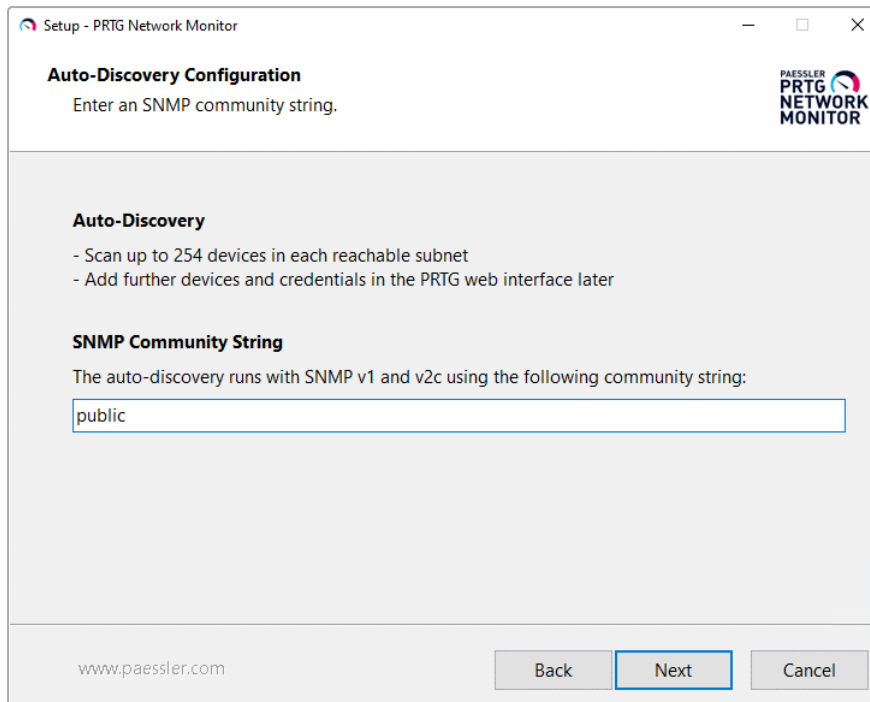 Setup - PRTG Network Monitor
Auto-Discovery Configuration
Enter an SNMP community string.
PAESSLER
PRTG
NETWORK
MONITOR
Auto-Discovery
- Scan up to 254 devices in each reachable subnet
- Add further devices and credentials in the PRTG web interface later
SNMP Community String
The auto-discovery runs with SNMP v1 and v2c using the following community string:
public
www.paessler.com
Back
Next
Cancel